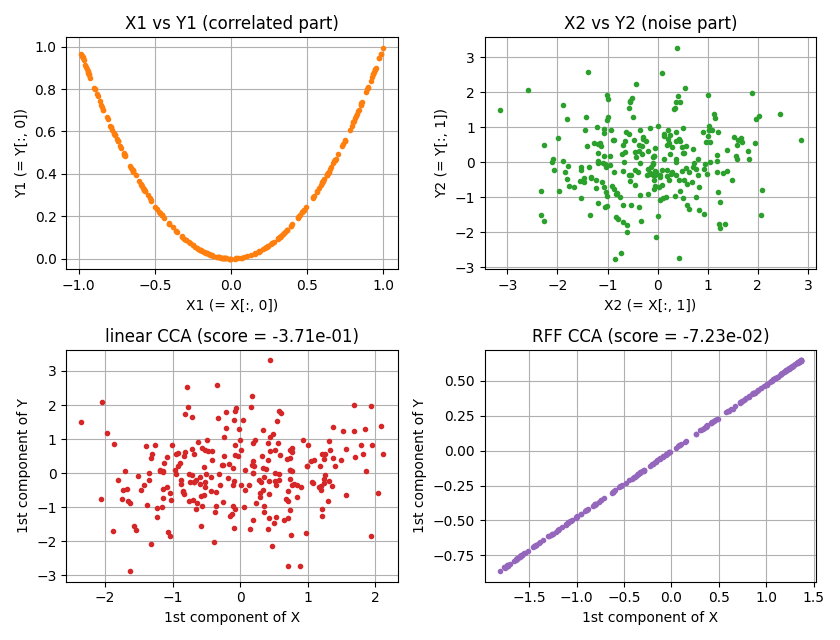 X1 vs Y1 (correlated part)
Y1 (= Y[:, 0])
1.0
0.8
0.6
0.4
0.2
0.0
−1.0 −0.5 0.0 0.5 1.0
X1 (= X[:, 0])
X2 vs Y2 (noise part)
Y2 (= Y[:, 1])
3
2
1
0
−1
−2
−3
−3 −2 −1 0 1 2 3
X2 (= X[:, 1])
linear CCA (score = -3.71e-01)
1st component of Y
3
2
1
0
−1
−2
−3
−2 −1 0 1 2
1st component of X
RFF CCA (score = -7.23e-02)
1st component of Y
0.50
0.25
0.00
−0.25
−0.50
−0.75
−1.5 −1.0 −0.5 0.0 0.5 1.0 1.5
1st component of X